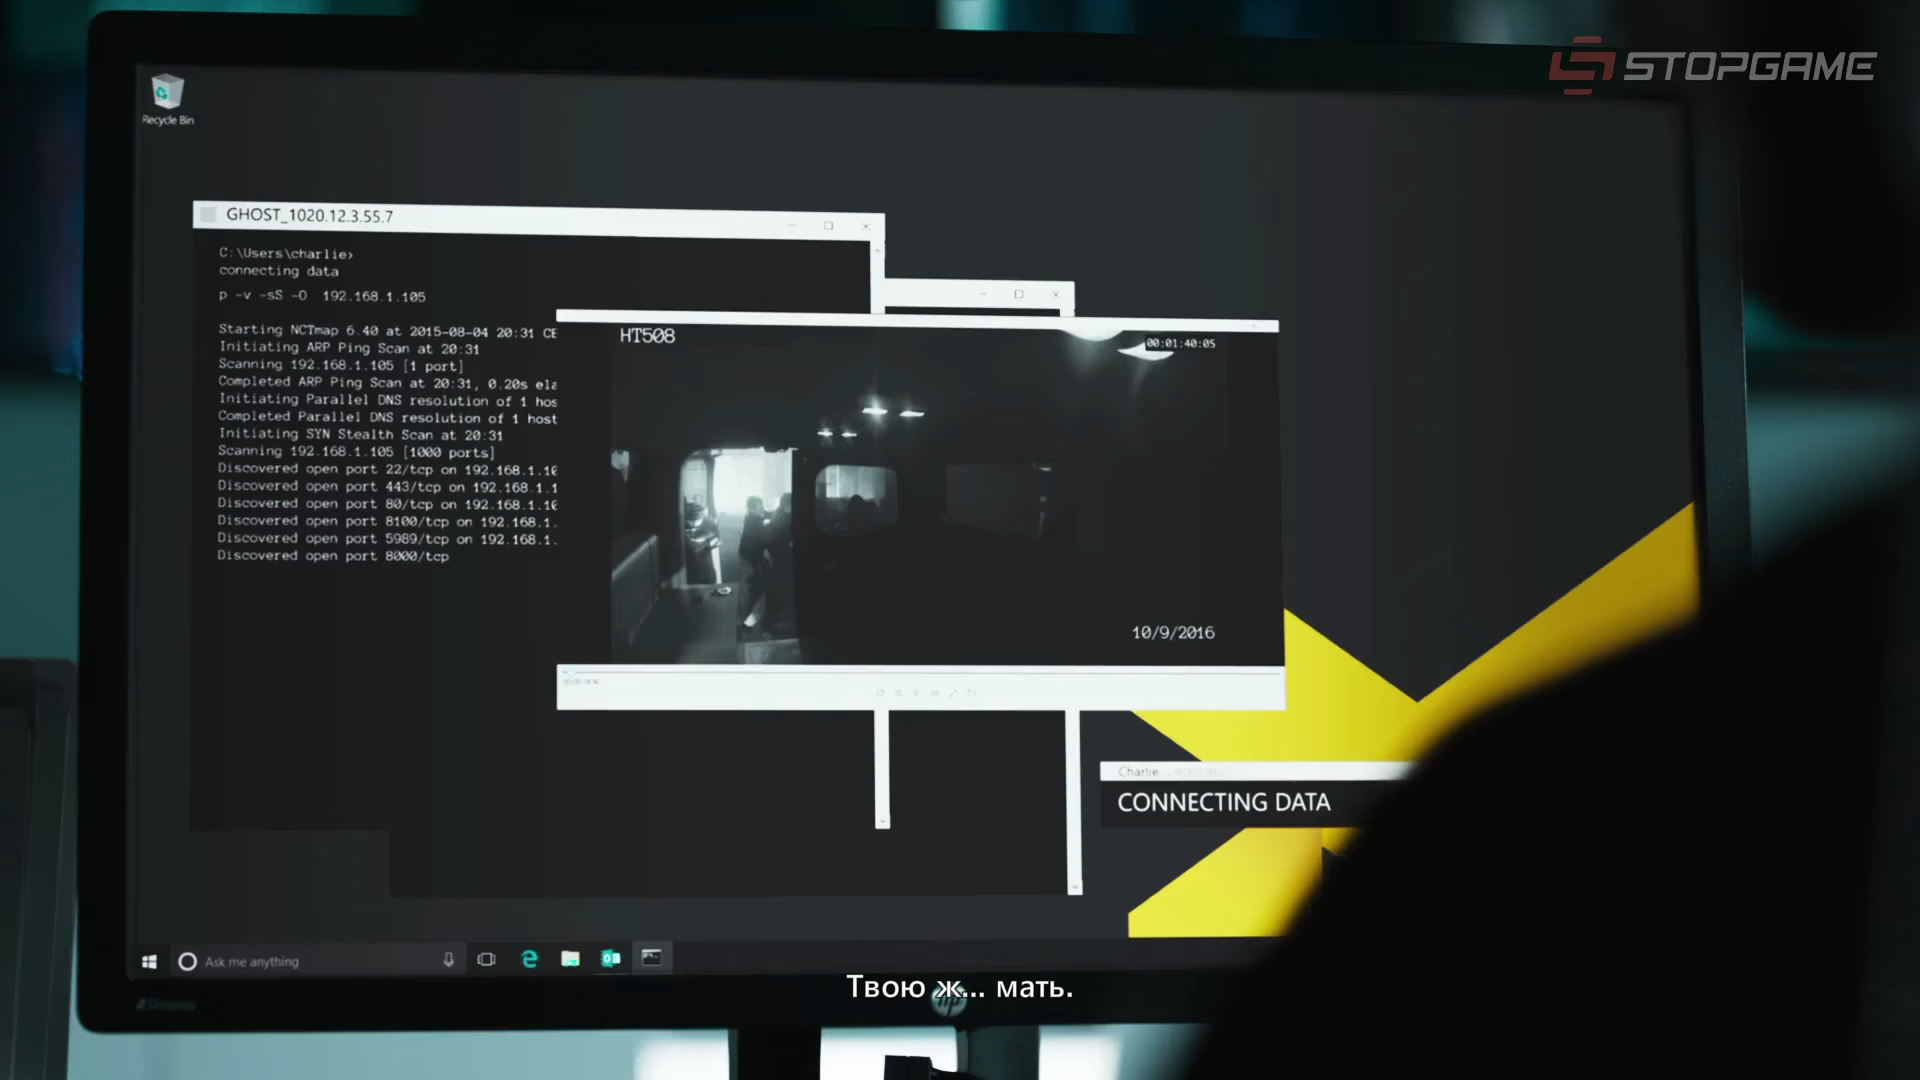 STOPGAME
Recycle Bin
GHOST_1020.12.3.55.7
C:\Users\charlie>
connecting data
p -v -sS -O 192.168.1.105
Starting NCTmap 6.40 at 2015-08-04 20:31 CE
Initiating ARP Ping Scan at 20:31
Scanning 192.168.1.105 [1 port]
Completed ARP Ping Scan at 20:31, 0.20s ela
Initiating Parallel DNS resolution of 1 hos
Completed Parallel DNS resolution of 1 host
Initiating SYN Stealth Scan at 20:31
Scanning 192.168.1.105 [1000 ports]
Discovered open port 22/tcp on 192.168.1.10
Discovered open port 443/tcp on 192.168.1.1
Discovered open port 80/tcp on 192.168.1.10
Discovered open port 8100/tcp on 192.168.1.
Discovered open port 5989/tcp on 192.168.1.
Discovered open port 8000/tcp
HT508
00:01:40:05
10/9/2016
Charlie
CONNECTING DATA
Ask me anything
Твою ж... мать.
hp